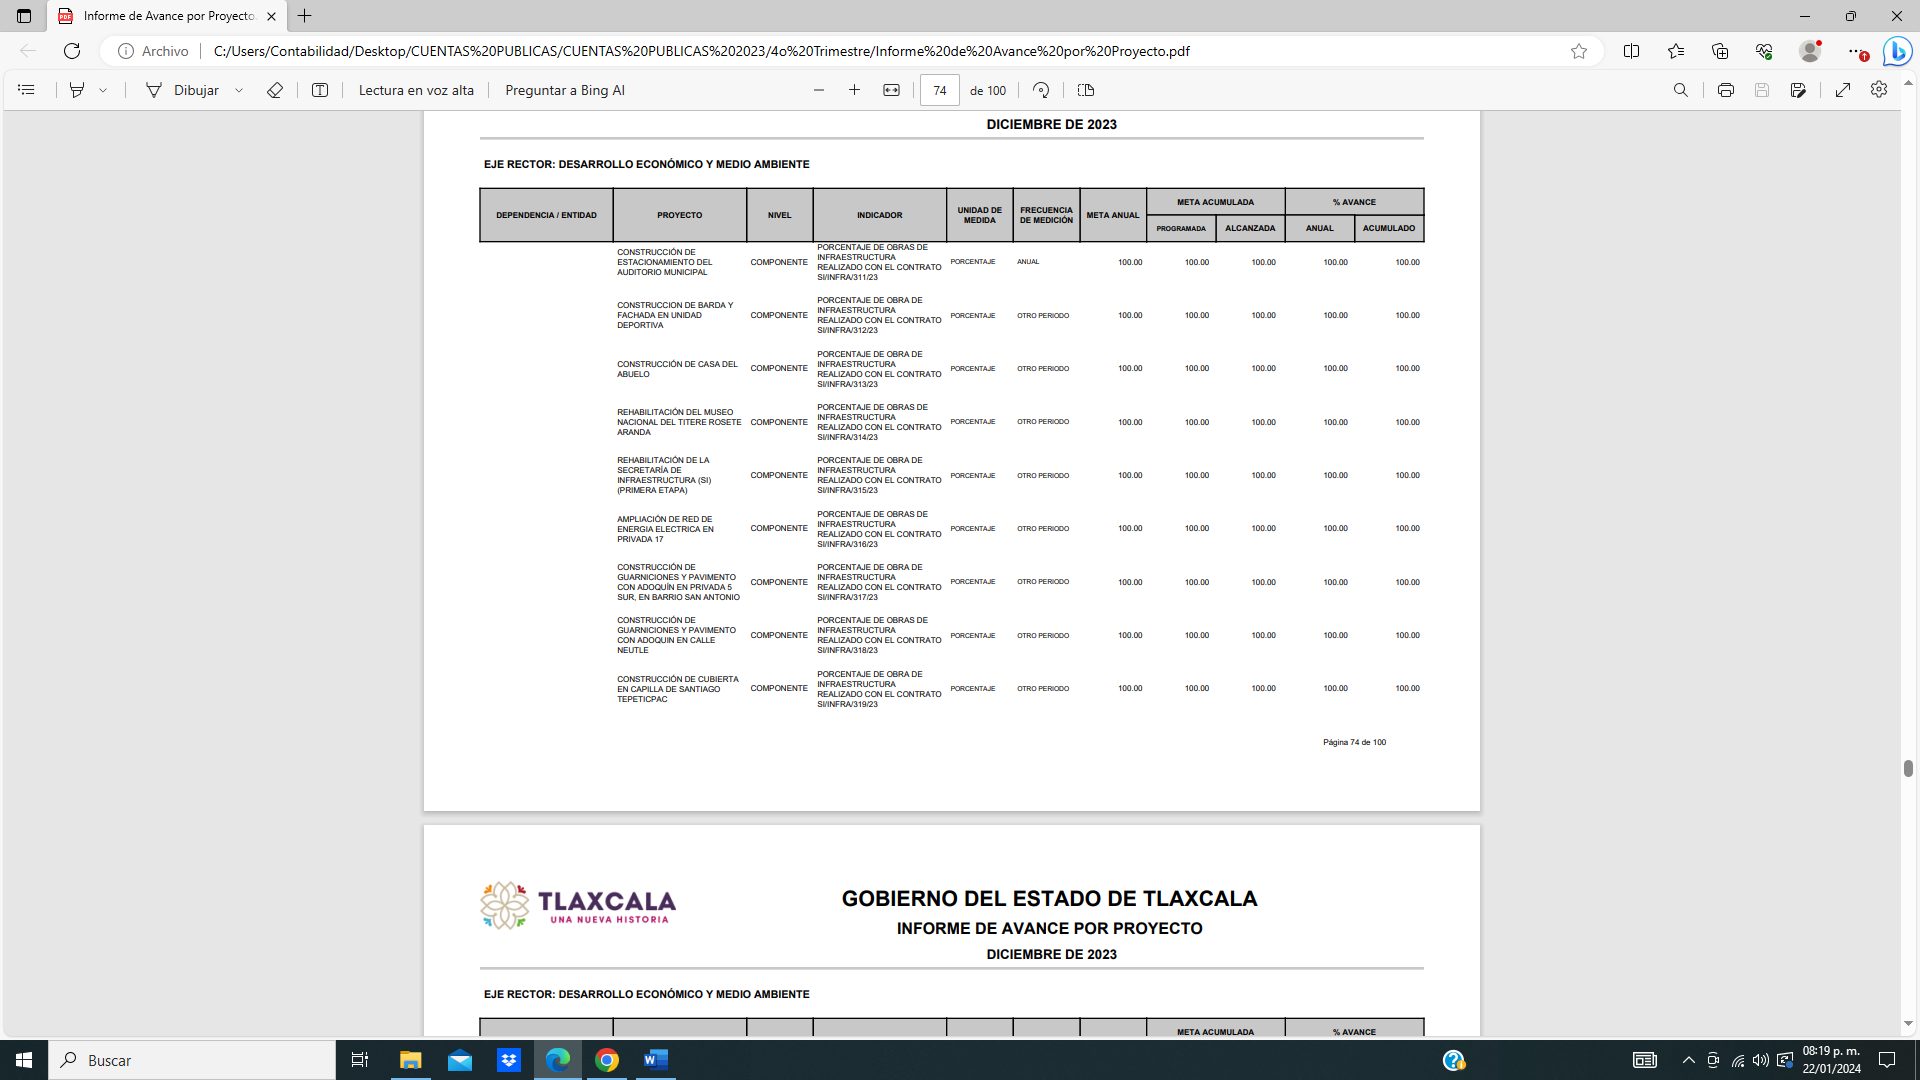 Informe de Avance por Proyecto.
Archivo
C:/Users/Contabilidad/Desktop/CUENTAS%20PUBLICAS/CUENTAS%20PUBLICAS%202023/4o%20Trimestre/Informe%20de%20Avance%20por%20Proyecto.pdf
Dibujar
Lectura en voz alta
Preguntar a Bing AI
74 de 100
DICIEMBRE DE 2023
EJE RECTOR: DESARROLLO ECONÓMICO Y MEDIO AMBIENTE
DEPENDENCIA / ENTIDAD PROYECTO NIVEL INDICADOR UNIDAD DE MEDIDA FRECUENCIA DE MEDICIÓN META ANUAL META ACUMULADA % AVANCE
PROGRAMADA ALCANZADA ANUAL ACUMULADO
CONSTRUCCIÓN DE ESTACIONAMIENTO DEL AUDITORIO MUNICIPAL COMPONENTE PORCENTAJE DE OBRAS DE INFRAESTRUCTURA REALIZADO CON EL CONTRATO SI/INFRA/311/23 PORCENTAJE ANUAL 100.00 100.00 100.00 100.00 100.00
CONSTRUCCION DE BARDA Y FACHADA EN UNIDAD DEPORTIVA COMPONENTE PORCENTAJE DE OBRA DE INFRAESTRUCTURA REALIZADO CON EL CONTRATO SI/INFRA/312/23 PORCENTAJE OTRO PERIODO 100.00 100.00 100.00 100.00 100.00
CONSTRUCCIÓN DE CASA DEL ABUELO COMPONENTE PORCENTAJE DE OBRA DE INFRAESTRUCTURA REALIZADO CON EL CONTRATO SI/INFRA/313/23 PORCENTAJE OTRO PERIODO 100.00 100.00 100.00 100.00 100.00
REHABILITACIÓN DEL MUSEO NACIONAL DEL TITERE ROSETE ARANDA COMPONENTE PORCENTAJE DE OBRAS DE INFRAESTRUCTURA REALIZADO CON EL CONTRATO SI/INFRA/314/23 PORCENTAJE OTRO PERIODO 100.00 100.00 100.00 100.00 100.00
REHABILITACIÓN DE LA SECRETARÍA DE INFRAESTRUCTURA (SI) (PRIMERA ETAPA) COMPONENTE PORCENTAJE DE OBRA DE INFRAESTRUCTURA REALIZADO CON EL CONTRATO SI/INFRA/315/23 PORCENTAJE OTRO PERIODO 100.00 100.00 100.00 100.00 100.00
AMPLIACIÓN DE RED DE ENERGIA ELECTRICA EN PRIVADA 17 COMPONENTE PORCENTAJE DE OBRAS DE INFRAESTRUCTURA REALIZADO CON EL CONTRATO SI/INFRA/316/23 PORCENTAJE OTRO PERIODO 100.00 100.00 100.00 100.00 100.00
CONSTRUCCIÓN DE GUARNICIONES Y PAVIMENTO CON ADOQUÍN EN PRIVADA 5 SUR, EN BARRIO SAN ANTONIO COMPONENTE PORCENTAJE DE OBRA DE INFRAESTRUCTURA REALIZADO CON EL CONTRATO SI/INFRA/317/23 PORCENTAJE OTRO PERIODO 100.00 100.00 100.00 100.00 100.00
CONSTRUCCIÓN DE GUARNICIONES Y PAVIMENTO CON ADOQUIN EN CALLE NEUTLE COMPONENTE PORCENTAJE DE OBRAS DE INFRAESTRUCTURA REALIZADO CON EL CONTRATO SI/INFRA/318/23 PORCENTAJE OTRO PERIODO 100.00 100.00 100.00 100.00 100.00
CONSTRUCCIÓN DE CUBIERTA EN CAPILLA DE SANTIAGO TEPETICPAC COMPONENTE PORCENTAJE DE OBRA DE INFRAESTRUCTURA REALIZADO CON EL CONTRATO SI/INFRA/319/23 PORCENTAJE OTRO PERIODO 100.00 100.00 100.00 100.00 100.00
Página 74 de 100
TLAXCALA
UNA NUEVA HISTORIA
GOBIERNO DEL ESTADO DE TLAXCALA
INFORME DE AVANCE POR PROYECTO
DICIEMBRE DE 2023
EJE RECTOR: DESARROLLO ECONÓMICO Y MEDIO AMBIENTE
META ACUMULADA % AVANCE
Buscar
08:19 p. m.
22/01/2024